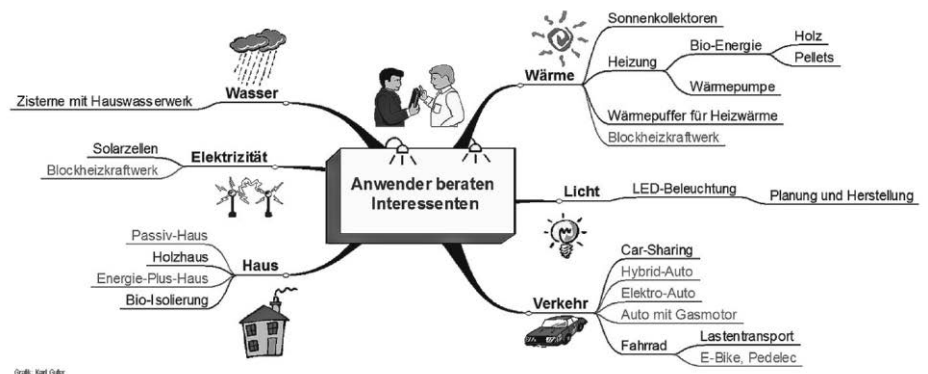 Anwender beraten
Interessenten
Wasser
Zisterne mit Hauswasserwerk
Elektrizität
Solarzellen
Blockheizkraftwerk
Haus
Passiv-Haus
Holzhaus
Energie-Plus-Haus
Bio-Isolierung
Wärme
Sonnenkollektoren
Heizung
Bio-Energie
Holz
Pellets
Wärmepumpe
Wärmepuffer für Heizwärme
Blockheizkraftwerk
Licht
LED-Beleuchtung
Planung und Herstellung
Verkehr
Car-Sharing
Hybrid-Auto
Elektro-Auto
Auto mit Gasmotor
Fahrrad
Lastentransport
E-Bike, Pedelec